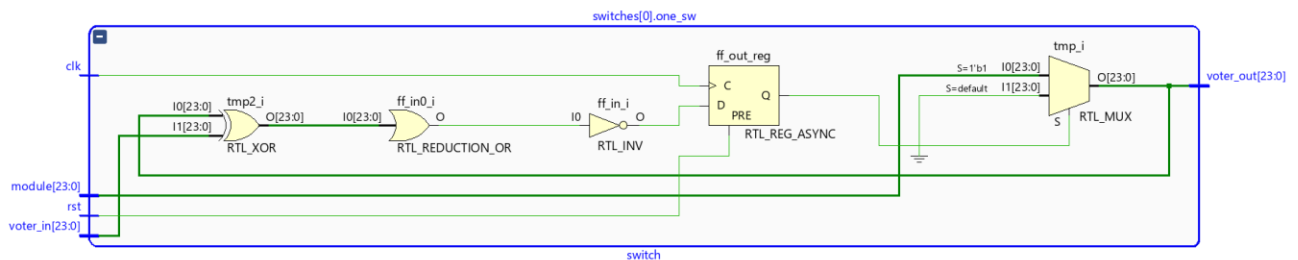 switches[0].one_sw
tmp_i
ff_out_reg
clk
S=1'b1 I0[23:0]
O[23:0]
voter_out[23:0]
C
S=default I1[23:0]
I0[23:0] tmp2_i
ff_in0_i
ff_in_i
D
Q
O[23:0]
I0[23:0]
O
I0
O
PRE
S
RTL_MUX
I1[23:0]
RTL_REG_ASYNC
RTL_XOR
RTL_REDUCTION_OR
RTL_INV
module[23:0]
rst
voter_in[23:0]
switch